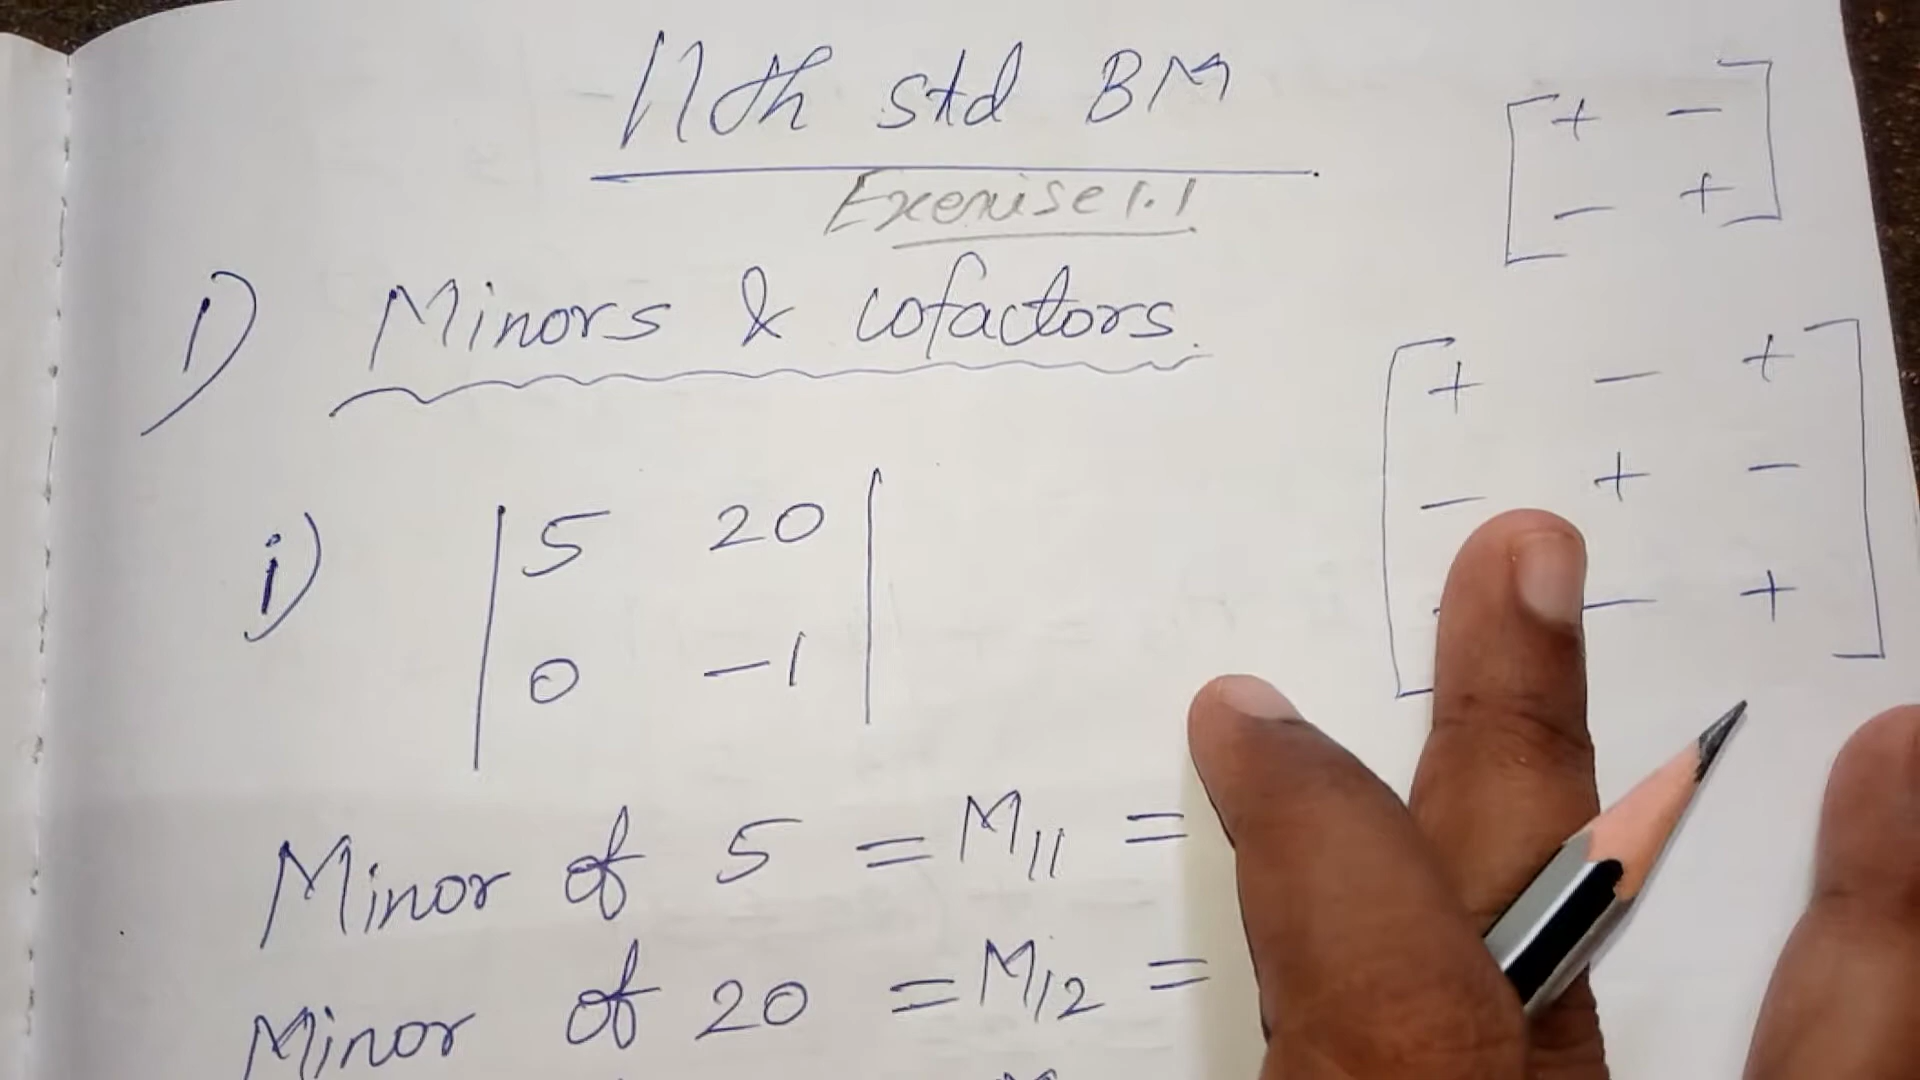 11th std BM
Exercise 1.1
1) Minors & cofactors.
i) | 5 20 |
| 0 -1 |
Minor of 5 = M11 =
Minor of 20 = M12 =
[ + -
- + ]
[ + - +
- + -
- + ]